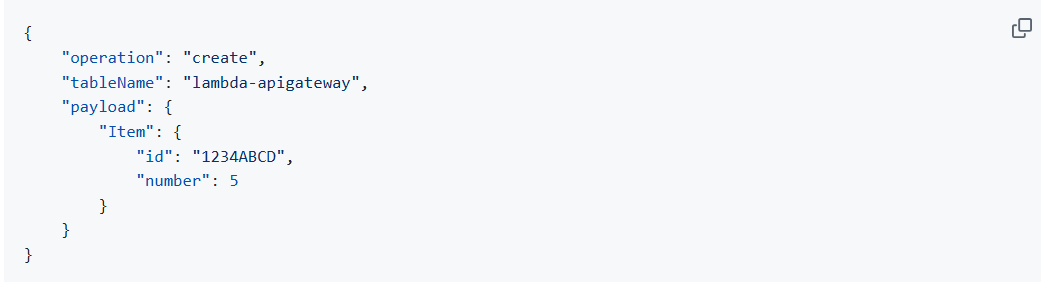 {
    "operation": "create",
    "tableName": "lambda-apigateway",
    "payload": {
        "Item": {
            "id": "1234ABCD",
            "number": 5
        }
    }
}